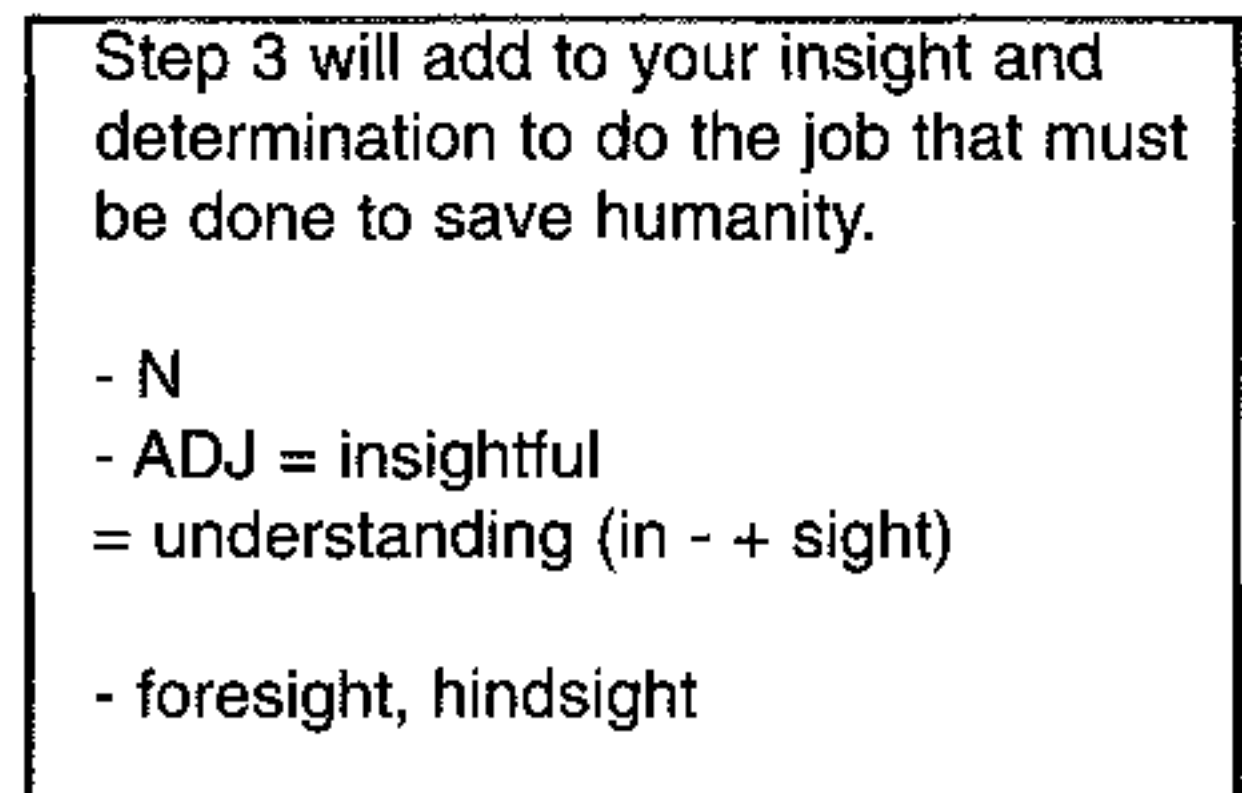 Step 3 will add to your insight and
determination to do the job that must
be done to save humanity.
- N
- ADJ = insightful
= understanding (in - + sight)
- foresight, hindsight